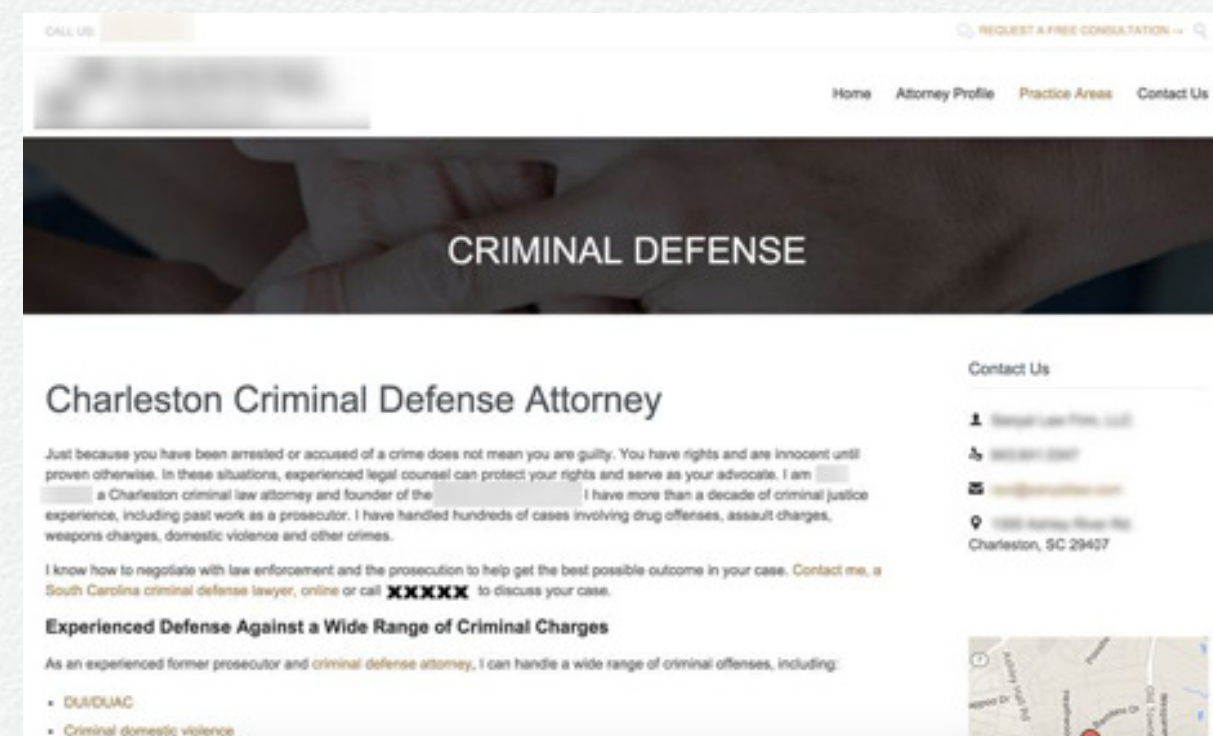 CALL US:
REQUEST A FREE CONSULTATION →
Home Attorney Profile Practice Areas Contact Us
CRIMINAL DEFENSE
Charleston Criminal Defense Attorney
Just because you have been arrested or accused of a crime does not mean you are guilty. You have rights and are innocent until
proven otherwise. In these situations, experienced legal counsel can protect your rights and serve as your advocate. I am
a Charleston criminal law attorney and founder of the I have more than a decade of criminal justice
experience, including past work as a prosecutor. I have handled hundreds of cases involving drug offenses, assault charges,
weapons charges, domestic violence and other crimes.
I know how to negotiate with law enforcement and the prosecution to help get the best possible outcome in your case. Contact me, a
South Carolina criminal defense lawyer, online or call XXXXX to discuss your case.
Experienced Defense Against a Wide Range of Criminal Charges
As an experienced former prosecutor and criminal defense attorney, I can handle a wide range of criminal offenses, including:
• DUI/DUAC
• Criminal domestic violence
Contact Us
Charleston, SC 29407